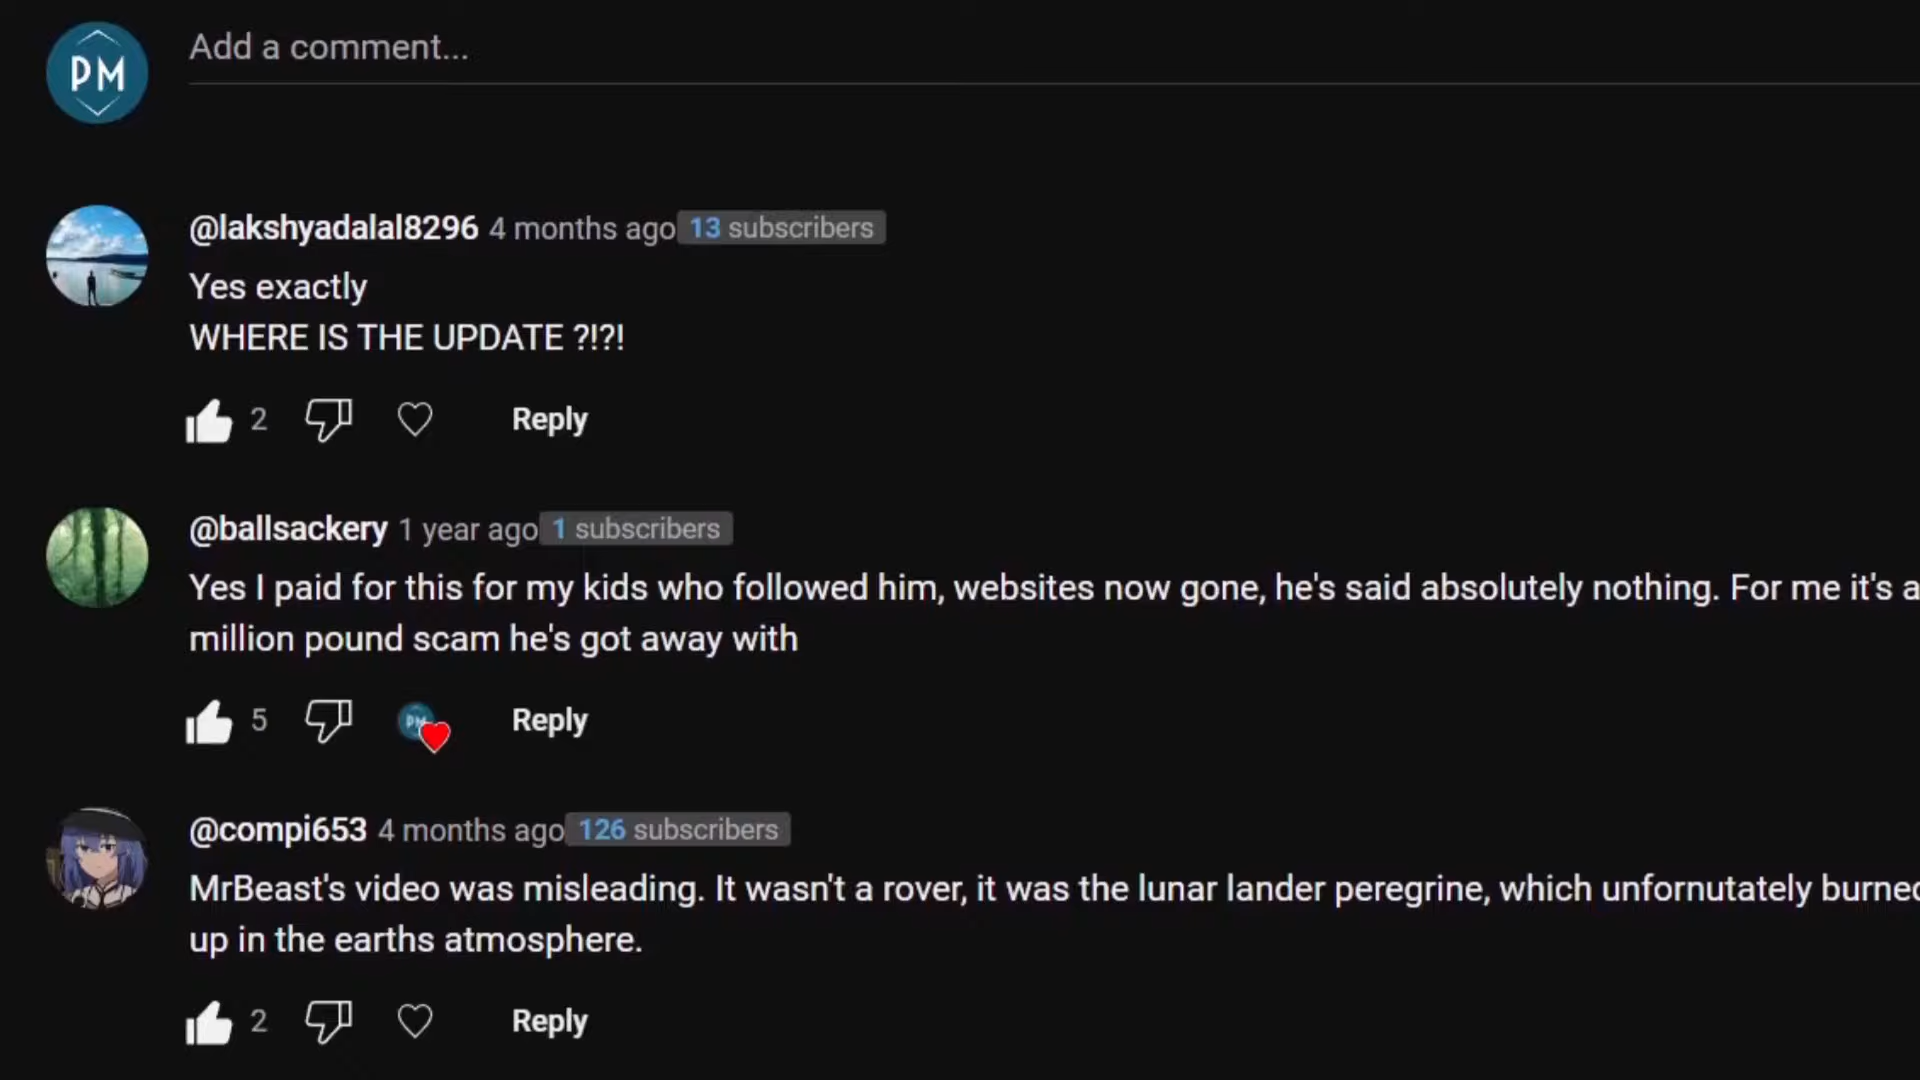 PM
Add a comment...
@lakshyadalal8296 4 months ago 13 subscribers
Yes exactly
WHERE IS THE UPDATE ?!?!
2 Reply
@ballsackery 1 year ago 1 subscribers
Yes I paid for this for my kids who followed him, websites now gone, he's said absolutely nothing. For me it's a
million pound scam he's got away with
5 PM Reply
@compi653 4 months ago 126 subscribers
MrBeast's video was misleading. It wasn't a rover, it was the lunar lander peregrine, which unfornutately burned
up in the earths atmosphere.
2 Reply